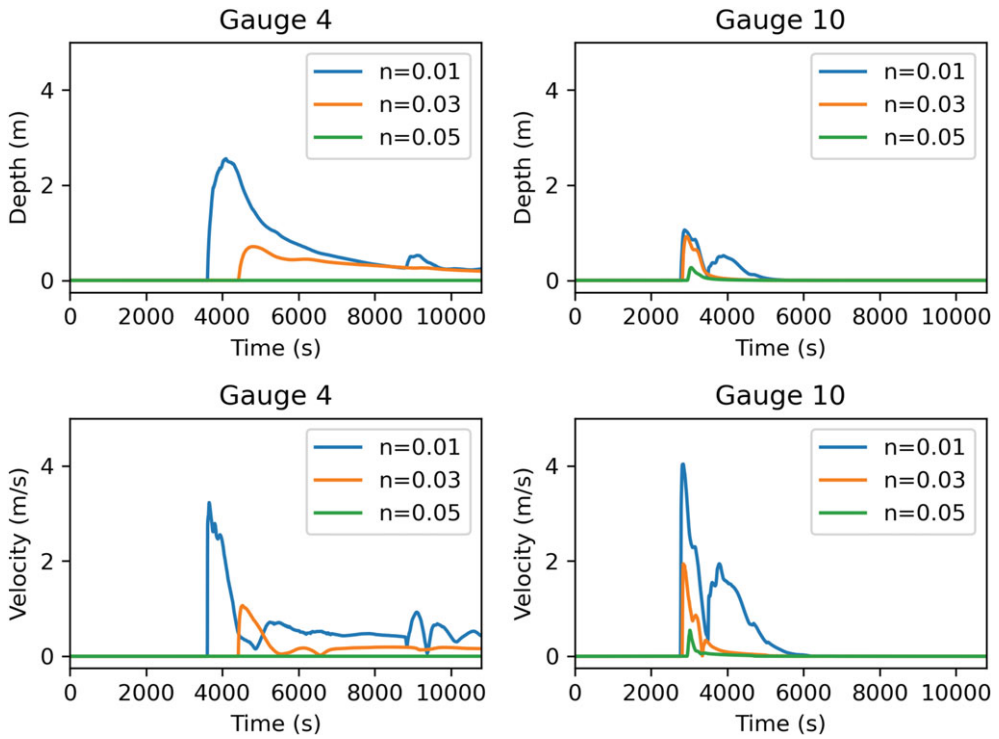 Gauge 4
Depth (m)
4
2
0
n=0.01
n=0.03
n=0.05
0 2000 4000 6000 8000 10000
Time (s)
Gauge 10
Depth (m)
4
2
0
n=0.01
n=0.03
n=0.05
0 2000 4000 6000 8000 10000
Time (s)
Gauge 4
Velocity (m/s)
4
2
0
n=0.01
n=0.03
n=0.05
0 2000 4000 6000 8000 10000
Time (s)
Gauge 10
Velocity (m/s)
4
2
0
n=0.01
n=0.03
n=0.05
0 2000 4000 6000 8000 10000
Time (s)